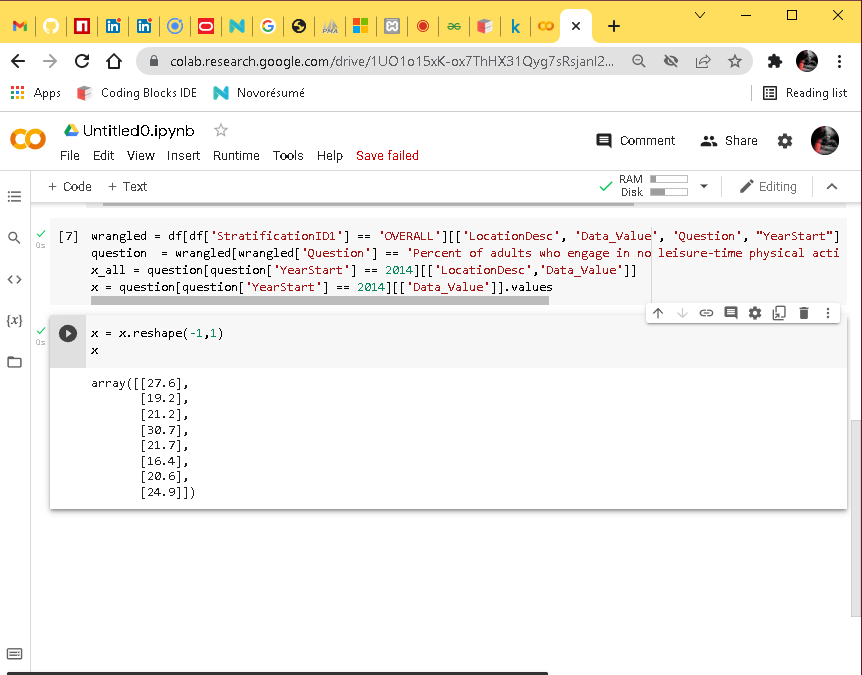 colab.research.google.com/drive/1UO1o15xK-ox7ThHX31Qyg7sRsjanI2...
Apps Coding Blocks IDE Novorésumé Reading list
Untitled0.ipynb
Comment Share
File Edit View Insert Runtime Tools Help Save failed
+ Code + Text RAM Disk Editing
[7] wrangled = df[df['StratificationID1'] == 'OVERALL'][['LocationDesc', 'Data_Value', 'Question', "YearStart"]
0s question  = wrangled[wrangled['Question'] == 'Percent of adults who engage in no leisure-time physical acti
x_all = question[question['YearStart'] == 2014][['LocationDesc','Data_Value']]
x = question[question['YearStart'] == 2014][['Data_Value']].values
{x}
x = x.reshape(-1,1)
0s x
array([[27.6],
[19.2],
[21.2],
[30.7],
[21.7],
[16.4],
[20.6],
[24.9]])